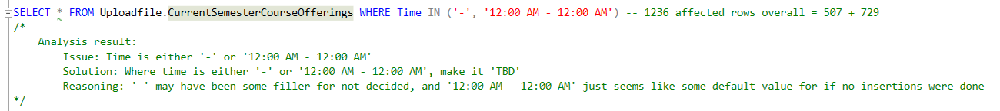 SELECT * FROM Uploadfile.CurrentSemesterCourseOfferings WHERE Time IN ('-', '12:00 AM - 12:00 AM') -- 1236 affected rows overall = 507 + 729
/*
Analysis result:
Issue: Time is either '-' or '12:00 AM - 12:00 AM'
Solution: Where time is either '-' or '12:00 AM - 12:00 AM', make it 'TBD'
Reasoning: '-' may have been some filler for not decided, and '12:00 AM - 12:00 AM' just seems like some default value for if no insertions were done
*/